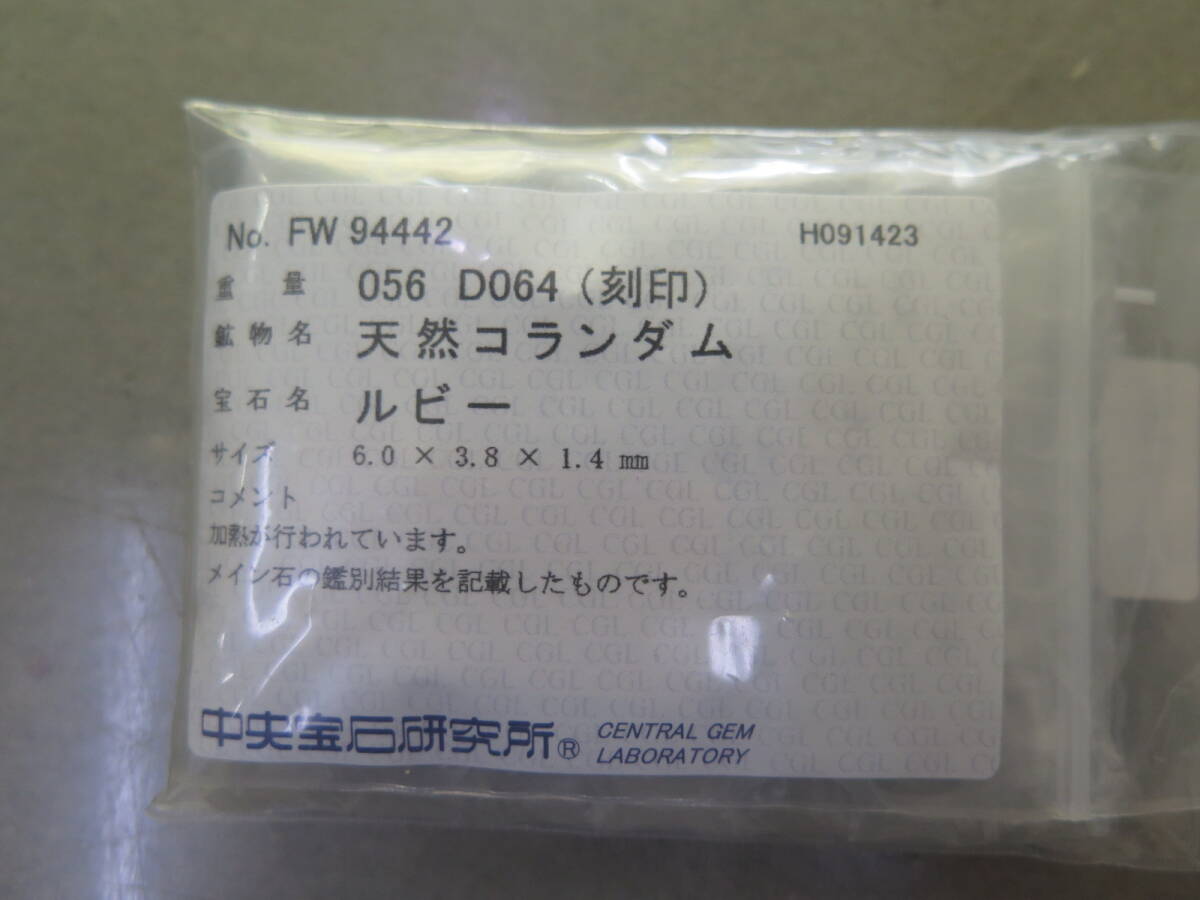 No. FW 94442 H091423
重量 056 D064 (刻印)
鉱物名 天然コランダム
宝石名 ルビー
サイズ 6.0 × 3.8 × 1.4 mm
コメント
加熱が行われています。
メイン石の鑑別結果を記載したものです。
中央宝石研究所® CENTRAL GEM
LABORATORY